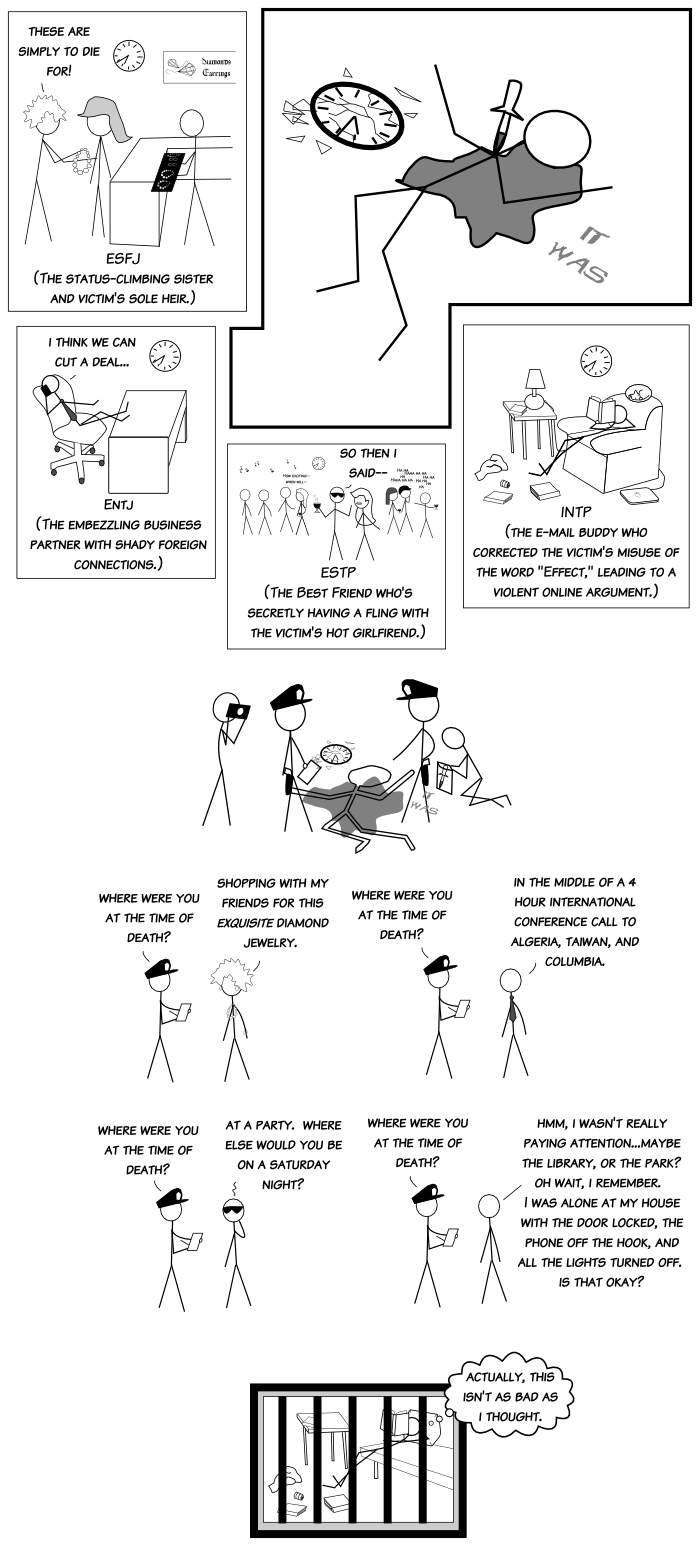 THESE ARE
SIMPLY TO DIE
FOR!
Diamonds
Earrings
ESFJ
(THE STATUS-CLIMBING SISTER
AND VICTIM'S SOLE HEIR.)
IT
WAS
I THINK WE CAN
CUT A DEAL...
ENTJ
(THE EMBEZZLING BUSINESS
PARTNER WITH SHADY FOREIGN
CONNECTIONS.)
SO THEN I
SAID--
HA HA
HA HA HA
HA
HAHA HA HA
ESTP
(THE BEST FRIEND WHO'S
SECRETLY HAVING A FLING WITH
THE VICTIM'S HOT GIRLFIREND.)
INTP
(THE E-MAIL BUDDY WHO
CORRECTED THE VICTIM'S MISUSE OF
THE WORD "EFFECT," LEADING TO A
VIOLENT ONLINE ARGUMENT.)
IT
WAS
WHERE WERE YOU
AT THE TIME OF
DEATH?
SHOPPING WITH MY
FRIENDS FOR THIS
EXQUISITE DIAMOND
JEWELRY.
WHERE WERE YOU
AT THE TIME OF
DEATH?
IN THE MIDDLE OF A 4
HOUR INTERNATIONAL
CONFERENCE CALL TO
ALGERIA, TAIWAN, AND
COLUMBIA.
WHERE WERE YOU
AT THE TIME OF
DEATH?
AT A PARTY. WHERE
ELSE WOULD YOU BE
ON A SATURDAY
NIGHT?
WHERE WERE YOU
AT THE TIME OF
DEATH?
HMM, I WASN'T REALLY
PAYING ATTENTION...MAYBE
THE LIBRARY, OR THE PARK?
OH WAIT, I REMEMBER.
I WAS ALONE AT MY HOUSE
WITH THE DOOR LOCKED, THE
PHONE OFF THE HOOK, AND
ALL THE LIGHTS TURNED OFF.
IS THAT OKAY?
ACTUALLY, THIS
ISN'T AS BAD AS
I THOUGHT.